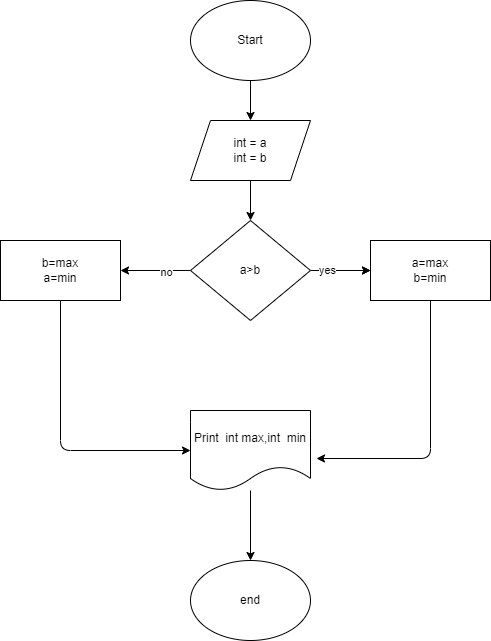 Start
int = a
int = b
a>b
no
yes
b=max
a=min
a=max
b=min
Print  int max,int  min
end